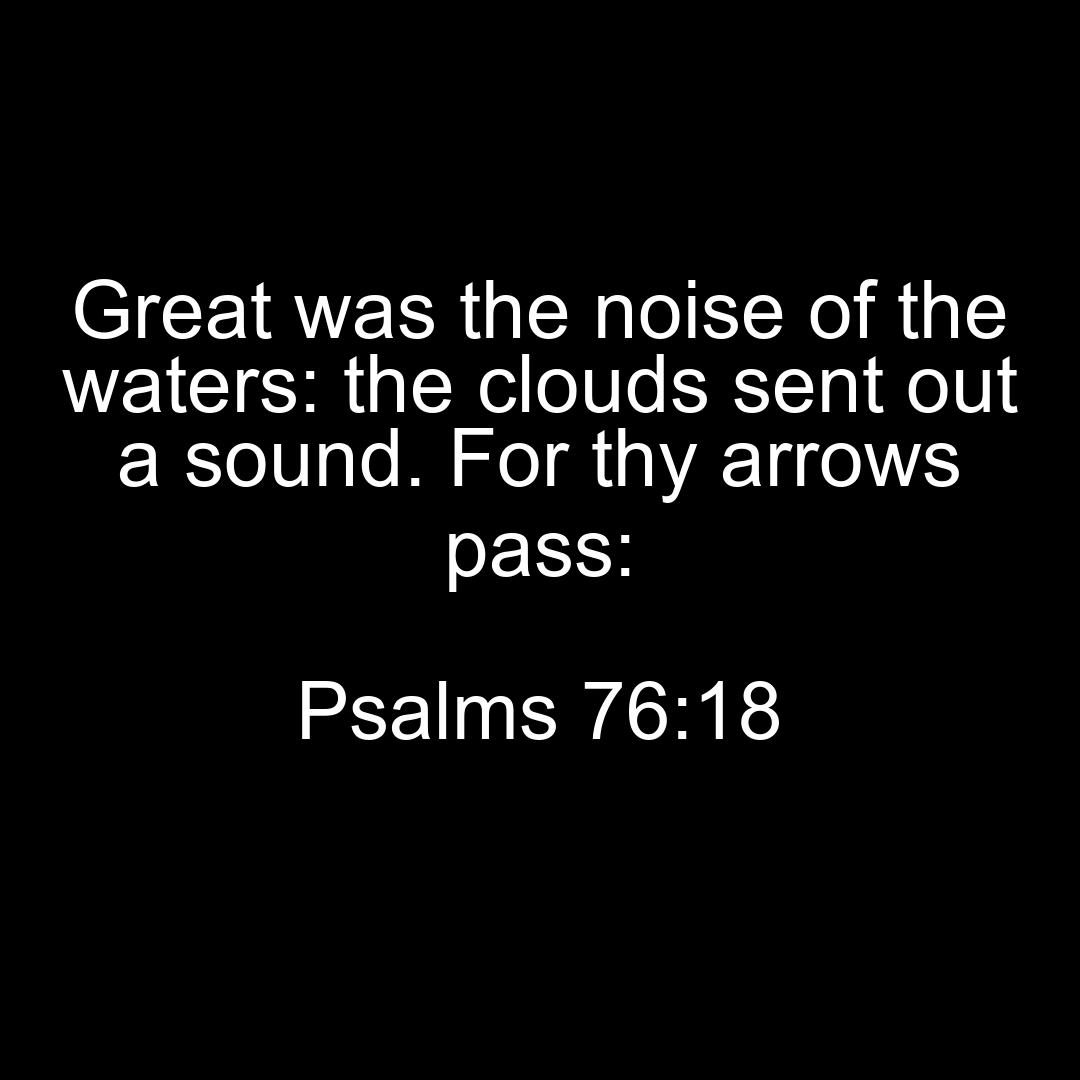 Great was the noise of the
waters: the clouds sent out
a sound. For thy arrows
pass:
Psalms 76:18